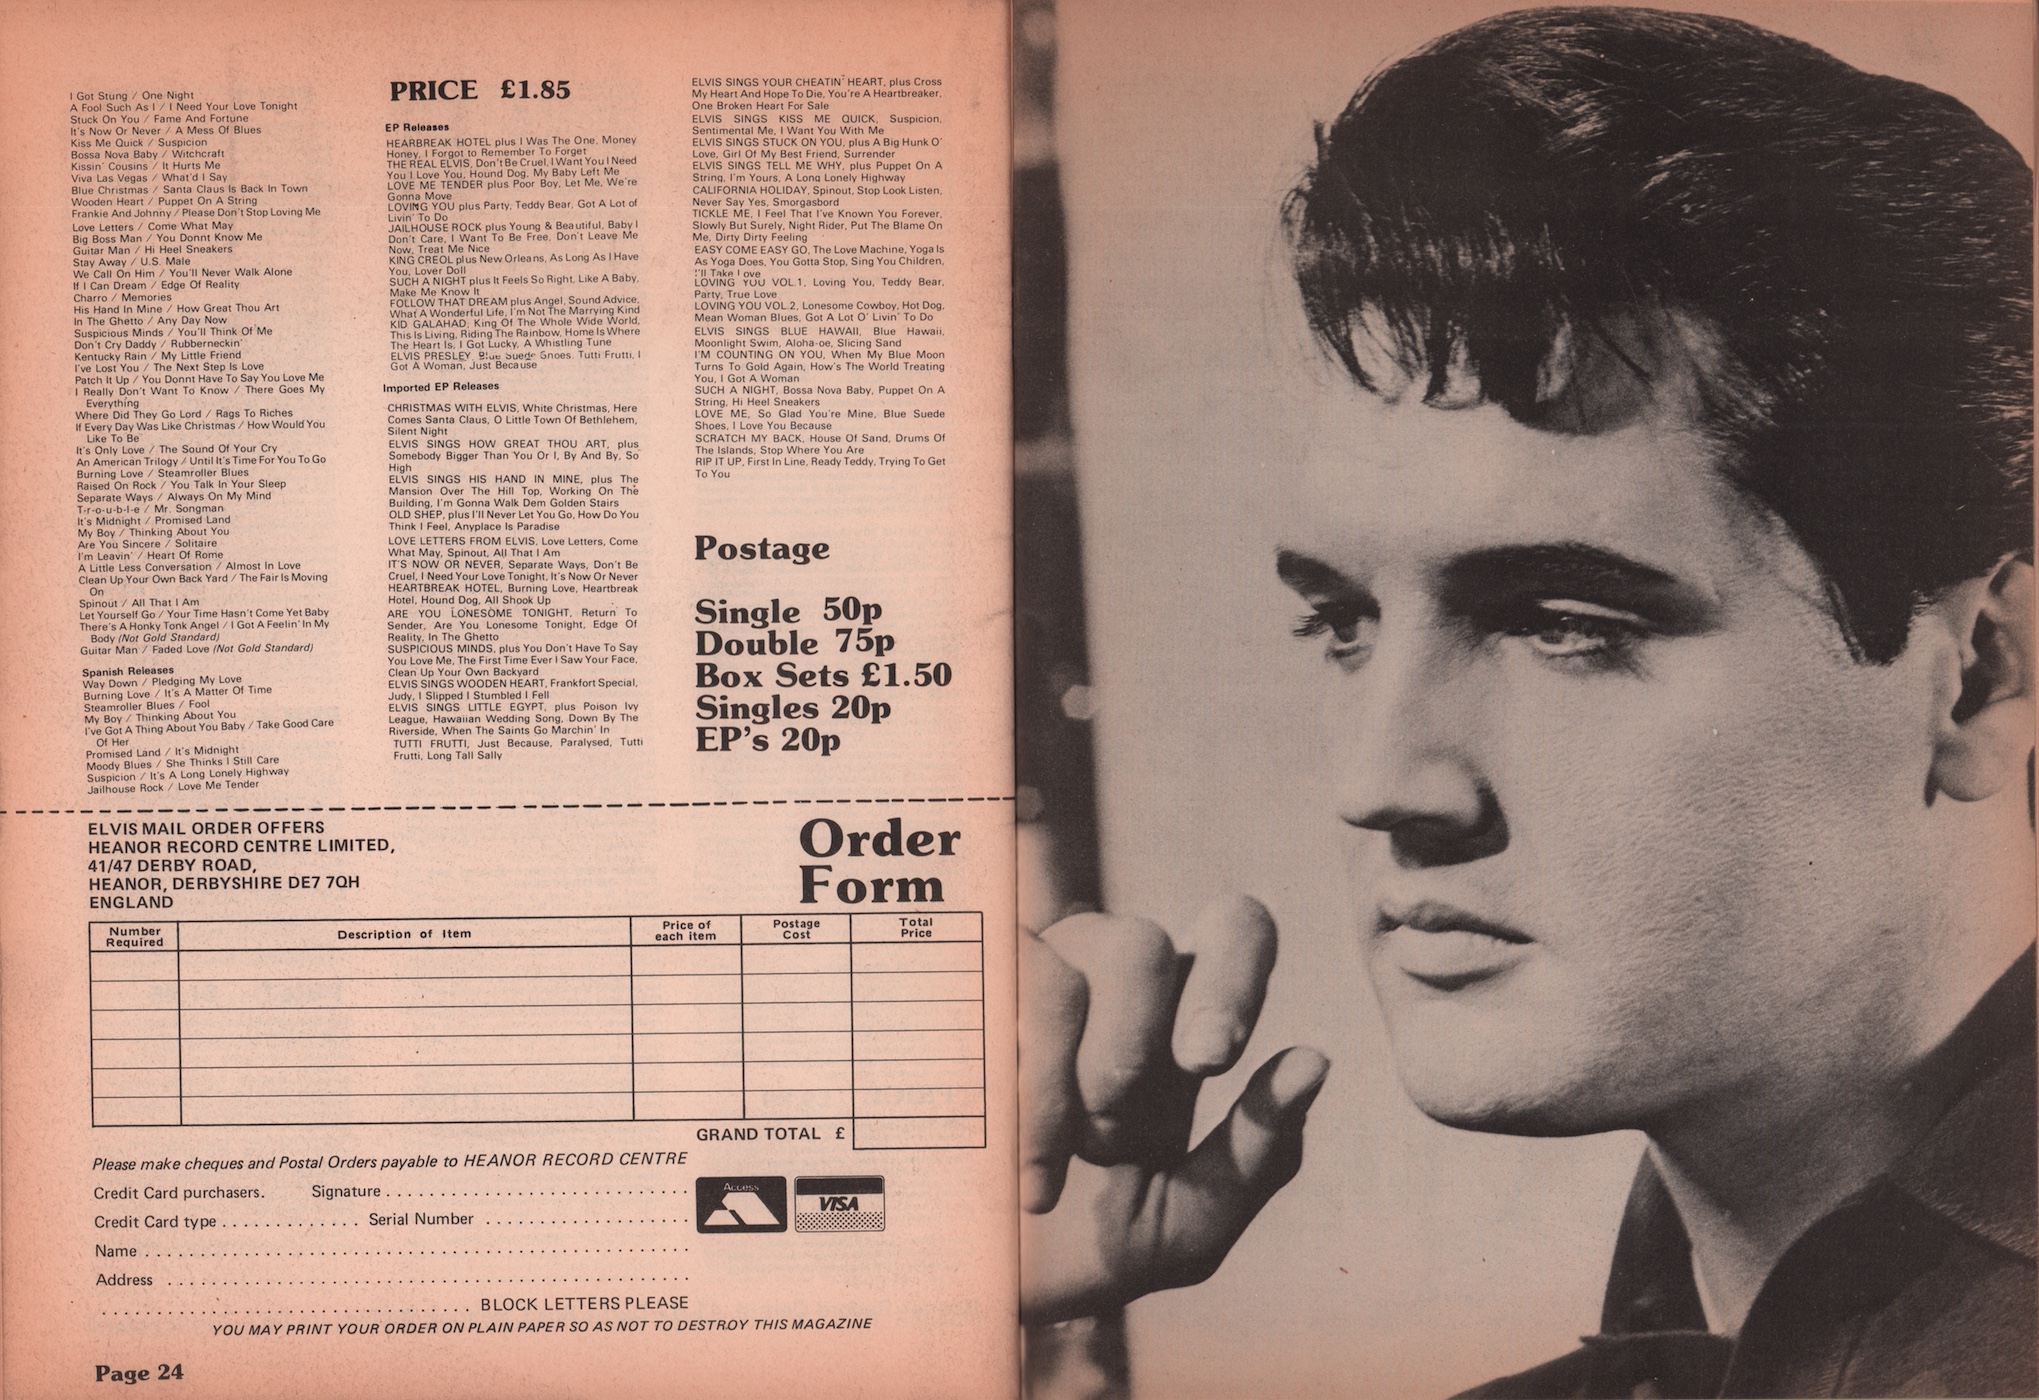 I Got Stung / One Night
A Fool Such As I / I Need Your Love Tonight
Stuck On You / Fame And Fortune
It's Now Or Never / A Mess Of Blues
Kiss Me Quick / Suspicion
Bossa Nova Baby / Witchcraft
Kissin' Cousins / It Hurts Me
Viva Las Vegas / What'd I Say
Blue Christmas / Santa Claus Is Back In Town
Wooden Heart / Puppet On A String
Frankie And Johnny / Please Don't Stop Loving Me
Love Letters / Come What May
Big Boss Man / You Donnt Know Me
Guitar Man / Hi Heel Sneakers
Stay Away / U.S. Male
We Call On Him / You'll Never Walk Alone
If I Can Dream / Edge Of Reality
Charro / Memories
His Hand In Mine / How Great Thou Art
In The Ghetto / Any Day Now
Suspicious Minds / You'll Think Of Me
Don't Cry Daddy / Rubberneckin'
Kentucky Rain / My Little Friend
I've Lost You / The Next Step Is Love
Patch It Up / You Donnt Have To Say You Love Me
I Really Don't Want To Know / There Goes My
Everything
Where Did They Go Lord / Rags To Riches
If Every Day Was Like Christmas / How Would You
Like To Be
It's Only Love / The Sound Of Your Cry
An American Trilogy / Until It's Time For You To Go
Burning Love / Steamroller Blues
Raised On Rock / You Talk In Your Sleep
Separate Ways / Always On My Mind
T-r-o-u-b-l-e / Mr. Songman
It's Midnight / Promised Land
My Boy / Thinking About You
Are You Sincere / Solitaire
I'm Leavin' / Heart Of Rome
A Little Less Conversation / Almost In Love
Clean Up Your Own Back Yard / The Fair Is Moving
On
Spinout / All That I Am
Let Yourself Go / Your Time Hasn't Come Yet Baby
There's A Honky Tonk Angel / I Got A Feelin' In My
Body (Not Gold Standard)
Guitar Man / Faded Love (Not Gold Standard)
Spanish Releases
Way Down / Pledging My Love
Burning Love / It's A Matter Of Time
Steamroller Blues / Fool
My Boy / Thinking About You
I've Got A Thing About You Baby / Take Good Care
Of Her
Promised Land / It's Midnight
Moody Blues / She Thinks I Still Care
Suspicion / It's A Long Lonely Highway
Jailhouse Rock / Love Me Tender
PRICE £1.85
EP Releases
HEARBREAK HOTEL plus I Was The One, Money
Honey, I Forgot to Remember To Forget
THE REAL ELVIS, Don't Be Cruel, I Want You I Need
You I Love You, Hound Dog, My Baby Left Me
LOVE ME TENDER plus Poor Boy, Let Me, We're
Gonna Move
LOVING YOU plus Party, Teddy Bear, Got A Lot of
Livin' To Do
JAILHOUSE ROCK plus Young & Beautiful, Baby I
Don't Care, I Want To Be Free, Don't Leave Me
Now, Treat Me Nice
KING CREOL plus New Orleans, As Long As I Have
You, Lover Doll
SUCH A NIGHT plus It Feels So Right, Like A Baby,
Make Me Know It
FOLLOW THAT DREAM plus Angel, Sound Advice,
What A Wonderful Life, I'm Not The Marrying Kind
KID GALAHAD; King Of The Whole Wide World,
This Is Living, Riding The Rainbow, Home Is Where
The Heart Is, I Got Lucky, A Whistling Tune
ELVIS PRESLEY, Blue Suede Snoes, Tutti Frutti, I
Got A Woman, Just Because
Imported EP Releases
CHRISTMAS WITH ELVIS, White Christmas, Here
Comes Santa Claus, O Little Town Of Bethlehem,
Silent Night
ELVIS SINGS HOW GREAT THOU ART, plus
Somebody Bigger Than You Or I, By And By, So
High
ELVIS SINGS HIS HAND IN MINE, plus The
Mansion Over The Hill Top, Working On The
Building, I'm Gonna Walk Dem Golden Stairs
OLD SHEP, plus I'll Never Let You Go, How Do You
Think I Feel, Anyplace Is Paradise
LOVE LETTERS FROM ELVIS, Love Letters, Come
What May, Spinout, All That I Am
IT'S NOW OR NEVER, Separate Ways, Don't Be
Cruel, I Need Your Love Tonight, It's Now Or Never
HEARTBREAK HOTEL, Burning Love, Heartbreak
Hotel, Hound Dog, All Shook Up
ARE YOU LONESOME TONIGHT, Return To
Sender, Are You Lonesome Tonight, Edge Of
Reality, In The Ghetto
SUSPICIOUS MINDS, plus You Don't Have To Say
You Love Me, The First Time Ever I Saw Your Face,
Clean Up Your Own Backyard
ELVIS SINGS WOODEN HEART, Frankfort Special,
Judy, I Slipped I Stumbled I Fell
ELVIS SINGS LITTLE EGYPT, plus Poison Ivy
League, Hawaiian Wedding Song, Down By The
Riverside, When The Saints Go Marchin' In
TUTTI FRUTTI, Just Because, Paralysed, Tutti
Frutti, Long Tall Sally
ELVIS SINGS YOUR CHEATIN' HEART, plus Cross
My Heart And Hope To Die, You're A Heartbreaker,
One Broken Heart For Sale
ELVIS SINGS KISS ME QUICK, Suspicion,
Sentimental Me, I Want You With Me
ELVIS SINGS STUCK ON YOU, plus A Big Hunk O'
Love, Girl Of My Best Friend, Surrender
ELVIS SINGS TELL ME WHY, plus Puppet On A
String, I'm Yours, A Long Lonely Highway
CALIFORNIA HOLIDAY, Spinout, Stop Look Listen,
Never Say Yes, Smorgasbord
TICKLE ME, I Feel That I've Known You Forever,
Slowly But Surely, Night Rider, Put The Blame On
Me, Dirty Dirty Feeling
EASY COME EASY GO, The Love Machine, Yoga Is
As Yoga Does, You Gotta Stop, Sing You Children,
I'll Take Love
LOVING YOU VOL.1, Loving You, Teddy Bear,
Party, True Love
LOVING YOU VOL.2, Lonesome Cowboy, Hot Dog,
Mean Woman Blues, Got A Lot O' Livin' To Do
ELVIS SINGS BLUE HAWAII, Blue Hawaii,
Moonlight Swim, Aloha-oe, Slicing Sand
I'M COUNTING ON YOU, When My Blue Moon
Turns To Gold Again, How's The World Treating
You, I Got A Woman
SUCH A NIGHT, Bossa Nova Baby, Puppet On A
String, Hi Heel Sneakers
LOVE ME, So Glad You're Mine, Blue Suede
Shoes, I Love You Because
SCRATCH MY BACK, House Of Sand, Drums Of
The Islands, Stop Where You Are
RIP IT UP, First In Line, Ready Teddy, Trying To Get
To You
Postage
Single 50p
Double 75p
Box Sets £1.50
Singles 20p
EP's 20p
ELVIS MAIL ORDER OFFERS
HEANOR RECORD CENTRE LIMITED,
41/47 DERBY ROAD,
HEANOR, DERBYSHIRE DE7 7QH
ENGLAND
Order
Form
Number Required
Description of Item
Price of each item
Postage Cost
Total Price
GRAND TOTAL £
Please make cheques and Postal Orders payable to HEANOR RECORD CENTRE
Credit Card purchasers. Signature
Access
VISA
Credit Card type Serial Number
Name
Address
BLOCK LETTERS PLEASE
YOU MAY PRINT YOUR ORDER ON PLAIN PAPER SO AS NOT TO DESTROY THIS MAGAZINE
Page 24